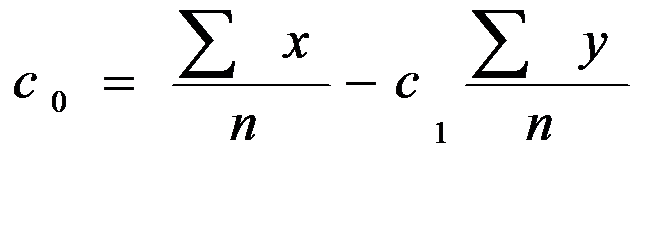 c₀ = ∑ x / n − c₁ ∑ y / n